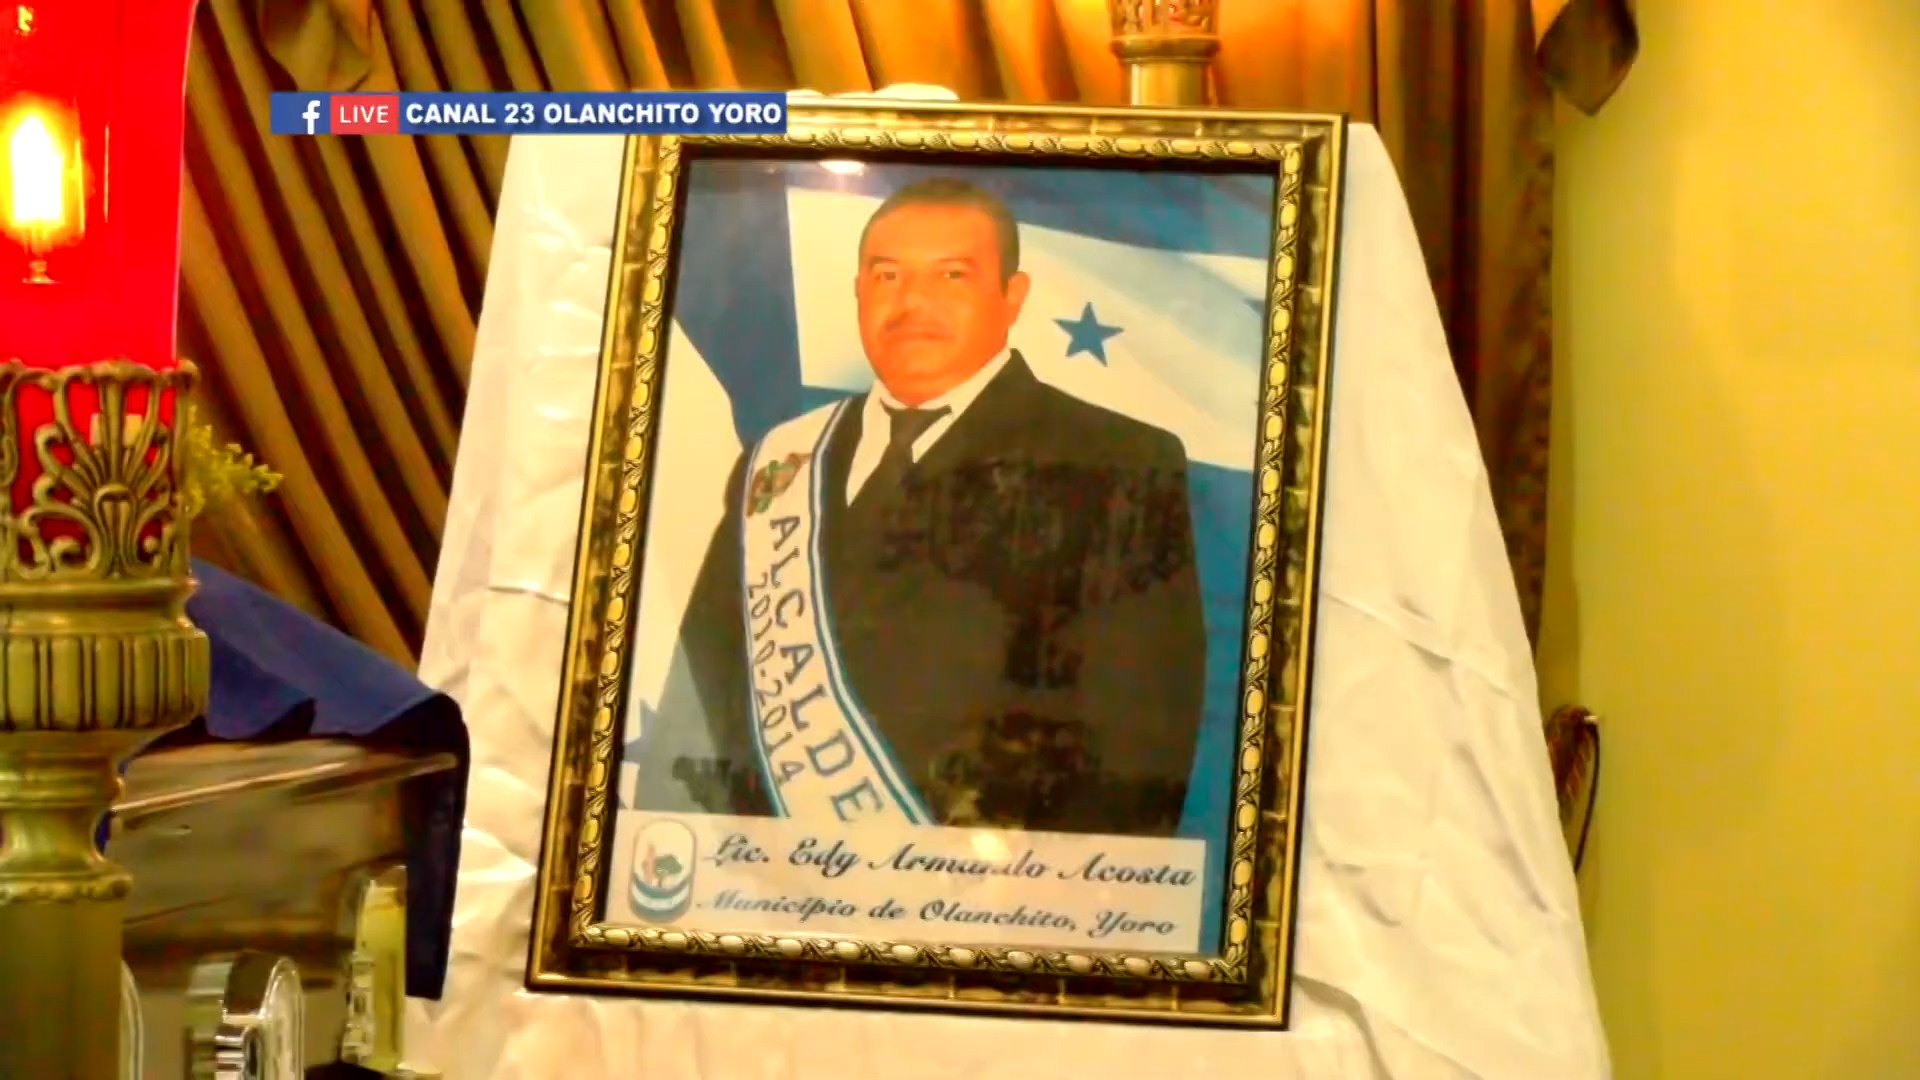 f LIVE CANAL 23 OLANCHITO YORO
ALCALDE
2010-2014
Lic. Edy Armando Acosta
Municipio de Olanchito, Yoro